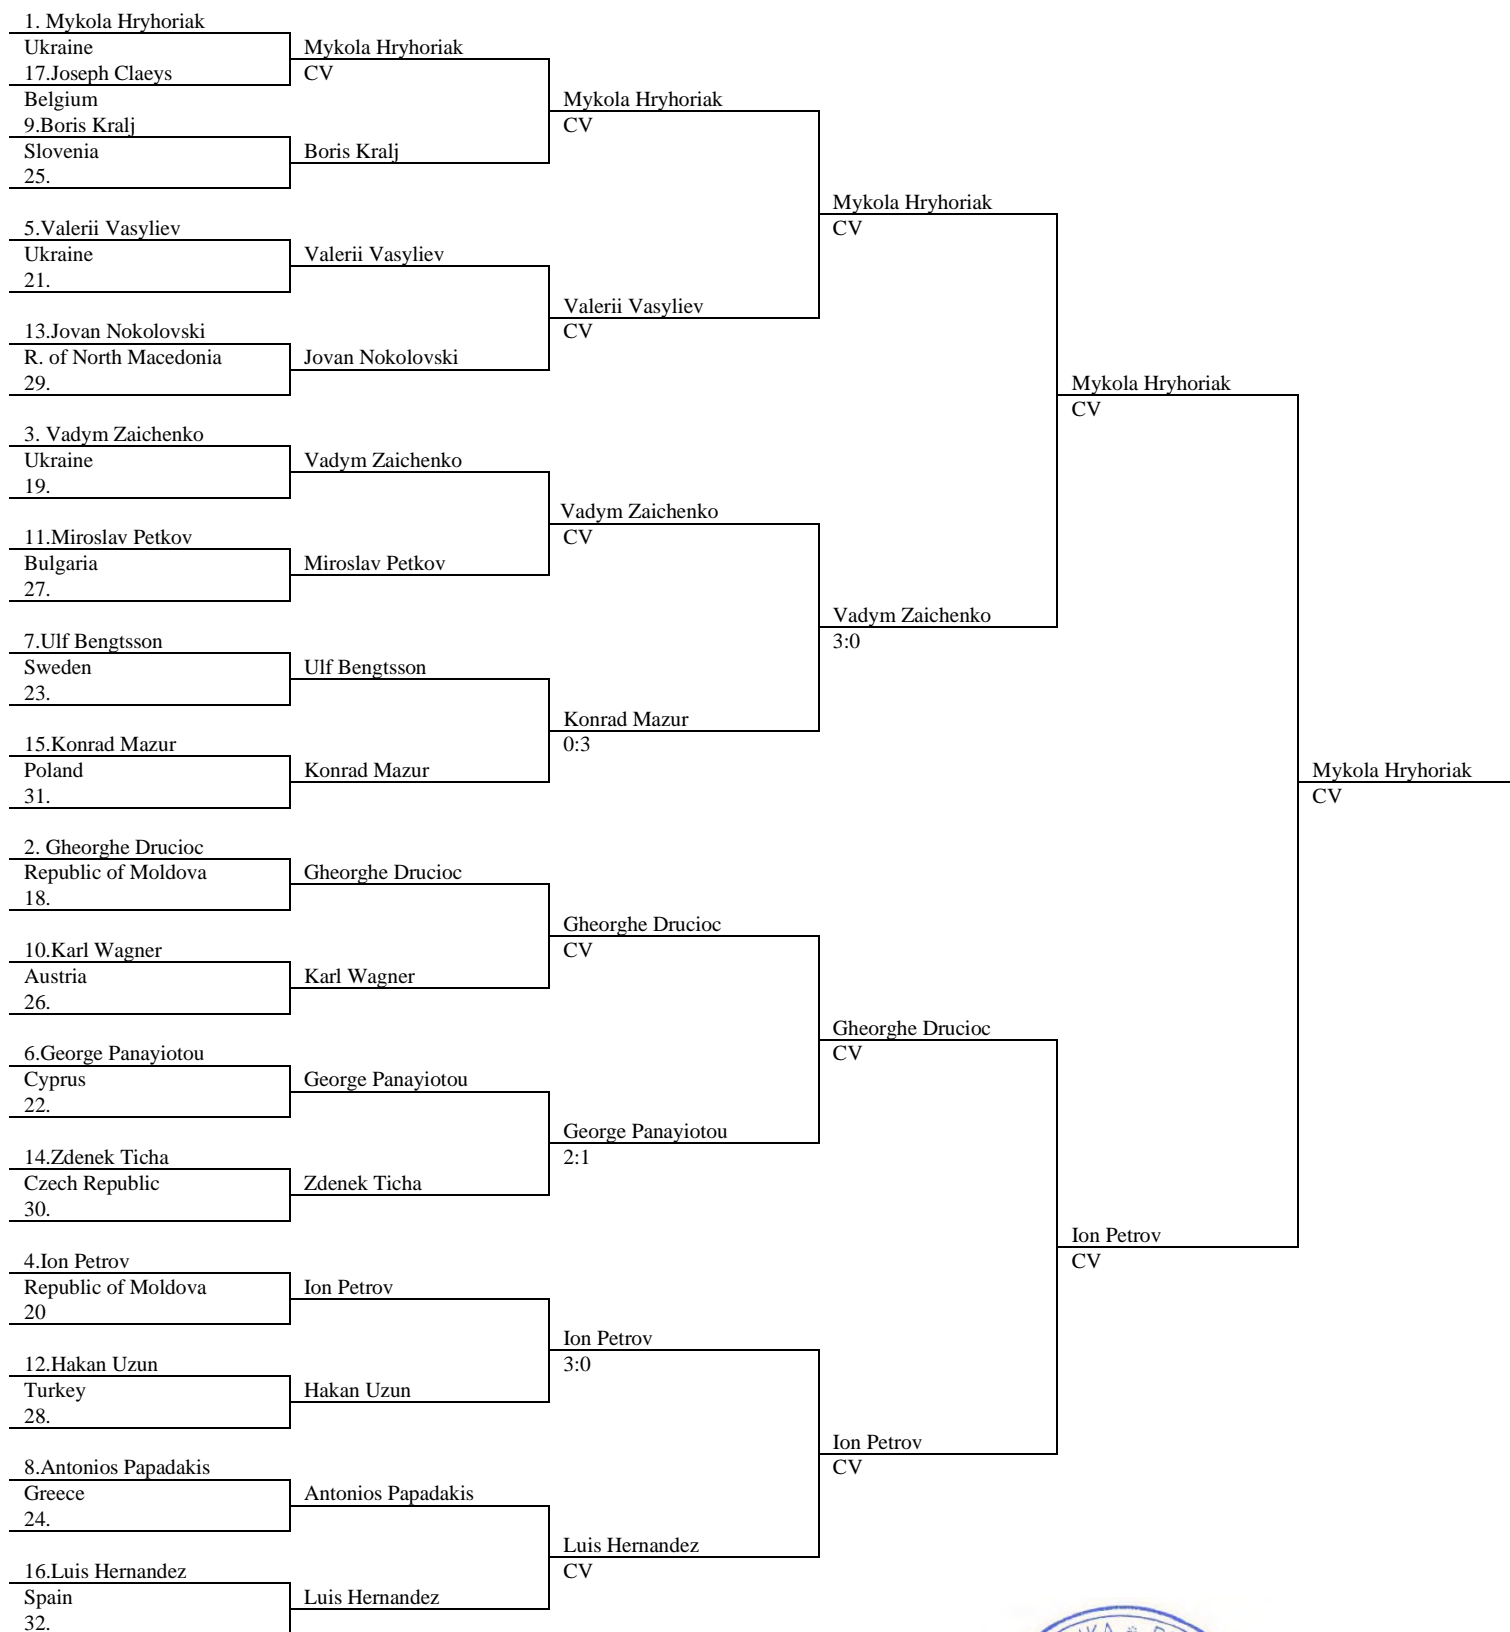 1. Mykola Hryhoriak
Ukraine
17.Joseph Claeys
Belgium
9.Boris Kralj
Slovenia
25.
5.Valerii Vasyliev
Ukraine
21.
13.Jovan Nokolovski
R. of North Macedonia
29.
3. Vadym Zaichenko
Ukraine
19.
11.Miroslav Petkov
Bulgaria
27.
7.Ulf Bengtsson
Sweden
23.
15.Konrad Mazur
Poland
31.
2. Gheorghe Drucioc
Republic of Moldova
18.
10.Karl Wagner
Austria
26.
6.George Panayiotou
Cyprus
22.
14.Zdenek Ticha
Czech Republic
30.
4.Ion Petrov
Republic of Moldova
20
12.Hakan Uzun
Turkey
28.
8.Antonios Papadakis
Greece
24.
16.Luis Hernandez
Spain
32.
Mykola Hryhoriak
CV
Boris Kralj
Valerii Vasyliev
Jovan Nokolovski
Vadym Zaichenko
Miroslav Petkov
Ulf Bengtsson
Konrad Mazur
Gheorghe Drucioc
Karl Wagner
George Panayiotou
Zdenek Ticha
Ion Petrov
Hakan Uzun
Antonios Papadakis
Luis Hernandez
Mykola Hryhoriak
CV
Valerii Vasyliev
CV
Vadym Zaichenko
CV
Konrad Mazur
0:3
Gheorghe Drucioc
CV
George Panayiotou
2:1
Ion Petrov
3:0
Luis Hernandez
CV
Mykola Hryhoriak
CV
Vadym Zaichenko
3:0
Gheorghe Drucioc
CV
Ion Petrov
CV
Mykola Hryhoriak
CV
Ion Petrov
CV
Mykola Hryhoriak
CV